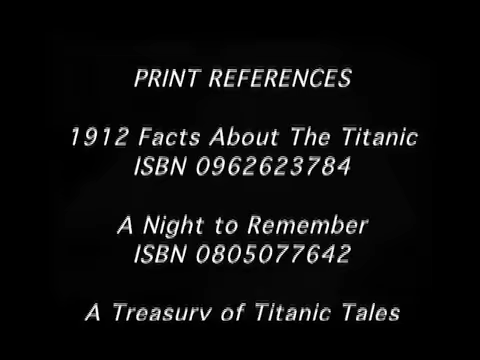 PRINT REFERENCES
1912 Facts About The Titanic
ISBN 0962623784
A Night to Remember
ISBN 0805077642
A Treasury of Titanic Tales